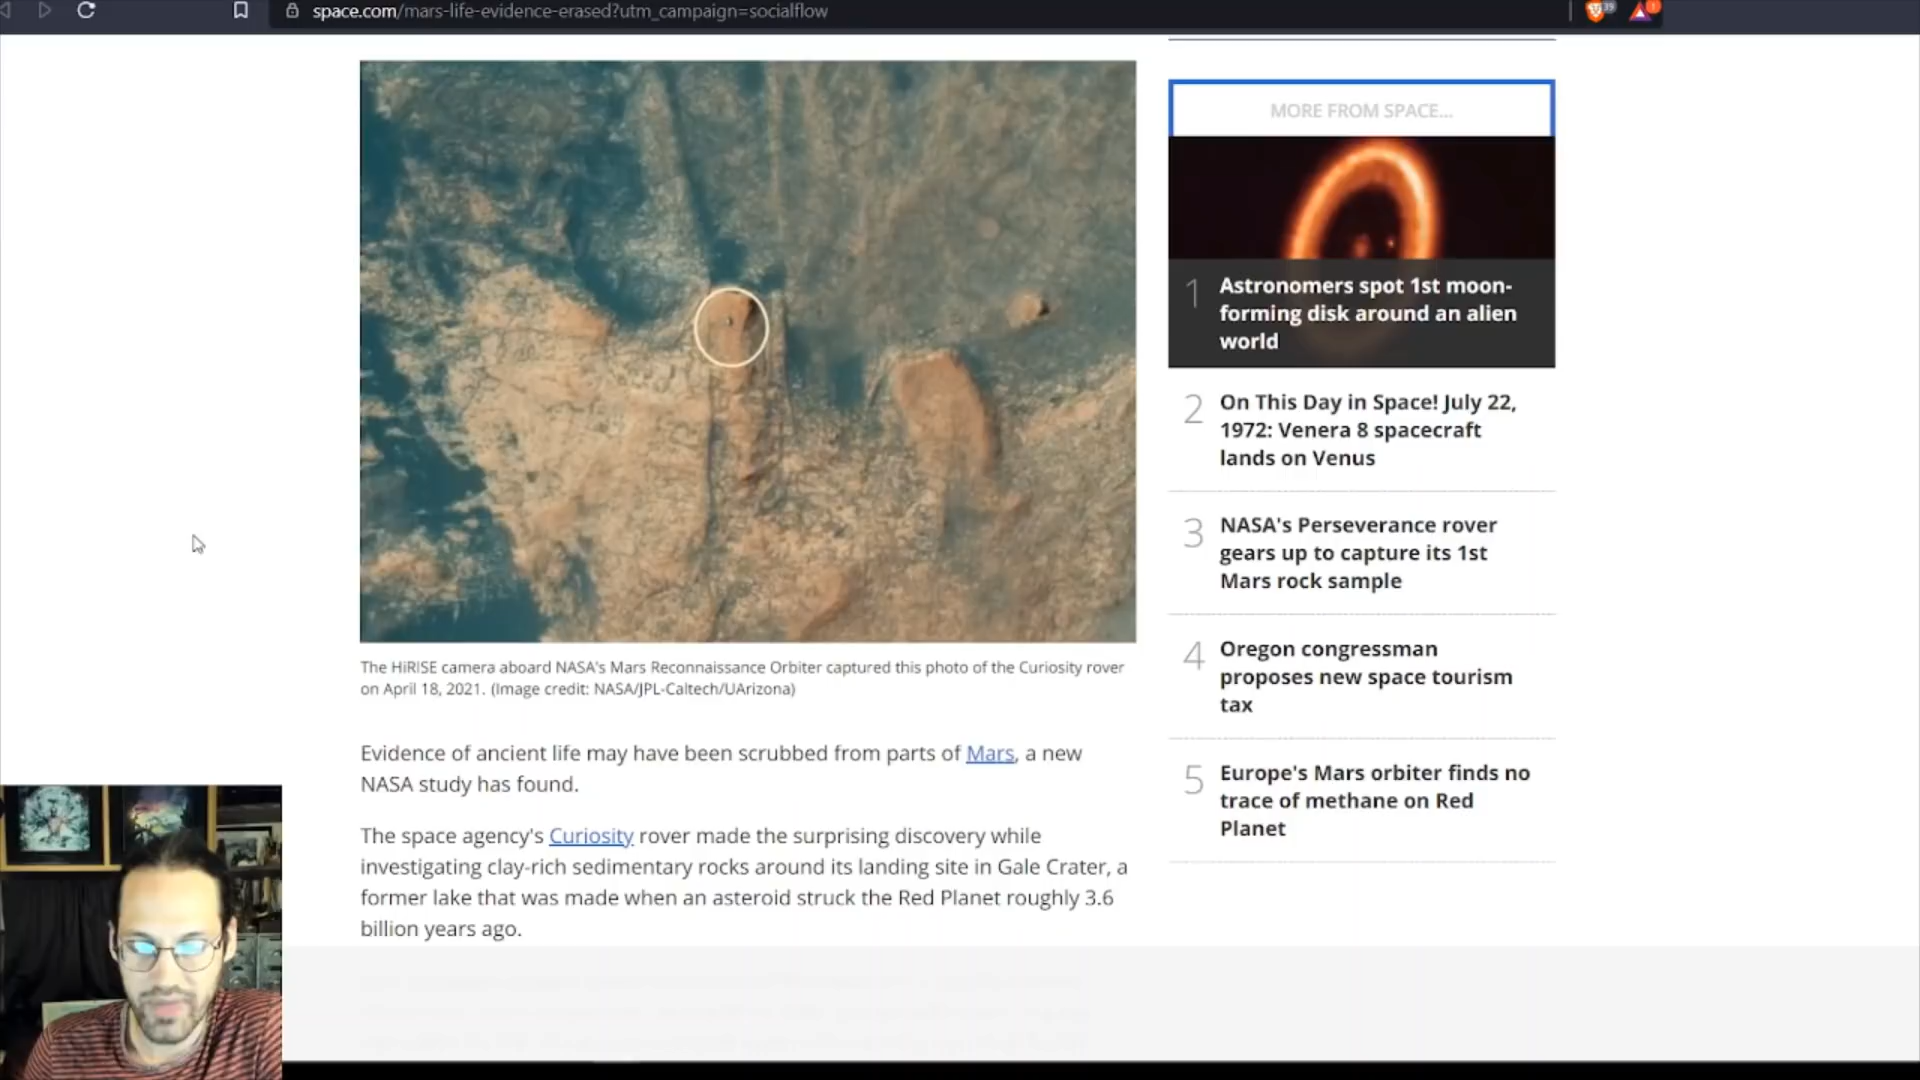 space.com/mars-life-evidence-erased?utm_campaign=socialflow
39
1
MORE FROM SPACE...
1
Astronomers spot 1st moon-
forming disk around an alien
world
2
On This Day in Space! July 22,
1972: Venera 8 spacecraft
lands on Venus
3
NASA's Perseverance rover
gears up to capture its 1st
Mars rock sample
4
Oregon congressman
proposes new space tourism
tax
5
Europe's Mars orbiter finds no
trace of methane on Red
Planet
The HiRISE camera aboard NASA's Mars Reconnaissance Orbiter captured this photo of the Curiosity rover
on April 18, 2021. (Image credit: NASA/JPL-Caltech/UArizona)
Evidence of ancient life may have been scrubbed from parts of Mars, a new
NASA study has found.
The space agency's Curiosity rover made the surprising discovery while
investigating clay-rich sedimentary rocks around its landing site in Gale Crater, a
former lake that was made when an asteroid struck the Red Planet roughly 3.6
billion years ago.